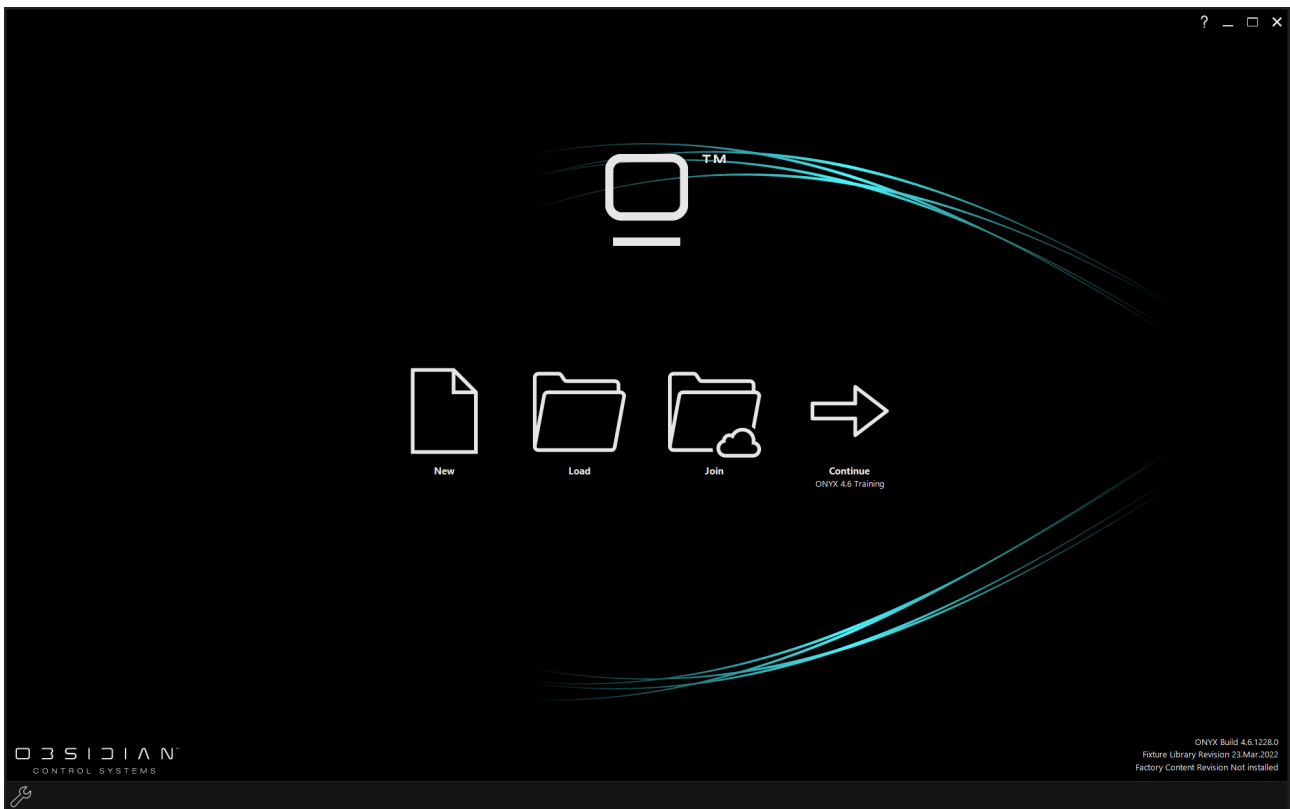 ?
TM
New
Load
Join
Continue
ONYX 4.6 Training
OBSIDIAN™
CONTROL SYSTEMS
ONYX Build 4.6.1228.0
Fixture Library Revision 23.Mar.2022
Factory Content Revision Not installed